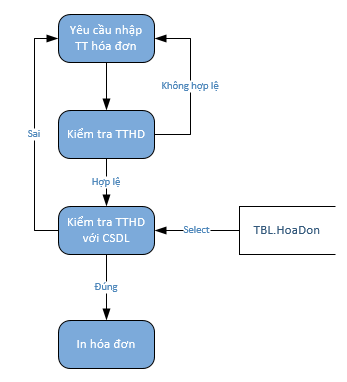 Yêu cầu nhập
TT hóa đơn
Không hợp lệ
Kiểm tra TTHD
Sai
Hợp lệ
Kiểm tra TTHD
với CSDL
Select
TBL.HoaDon
Đúng
In hóa đơn